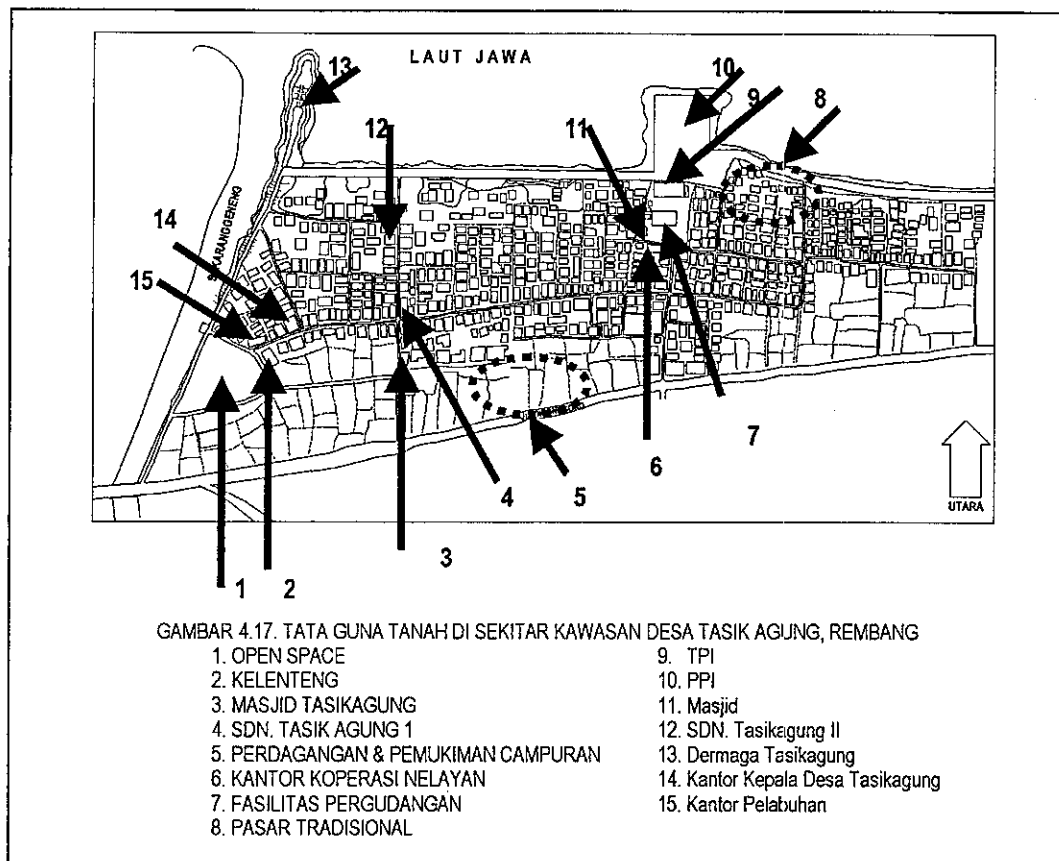 LAUT JAWA
13
10
9
8
12
11
14
S. KARANGGENENG
15
7
6
5
4
UTARA
3
1
2
GAMBAR 4.17. TATA GUNA TANAH DI SEKITAR KAWASAN DESA TASIK AGUNG, REMBANG
1. OPEN SPACE
2. KELENTENG
3. MASJID TASIKAGUNG
4. SDN. TASIK AGUNG 1
5. PERDAGANGAN & PEMUKIMAN CAMPURAN
6. KANTOR KOPERASI NELAYAN
7. FASILITAS PERGUDANGAN
8. PASAR TRADISIONAL
9. TPI
10. PPI
11. Masjid
12. SDN. Tasikagung II
13. Dermaga Tasikagung
14. Kantor Kepala Desa Tasikagung
15. Kantor Pelabuhan